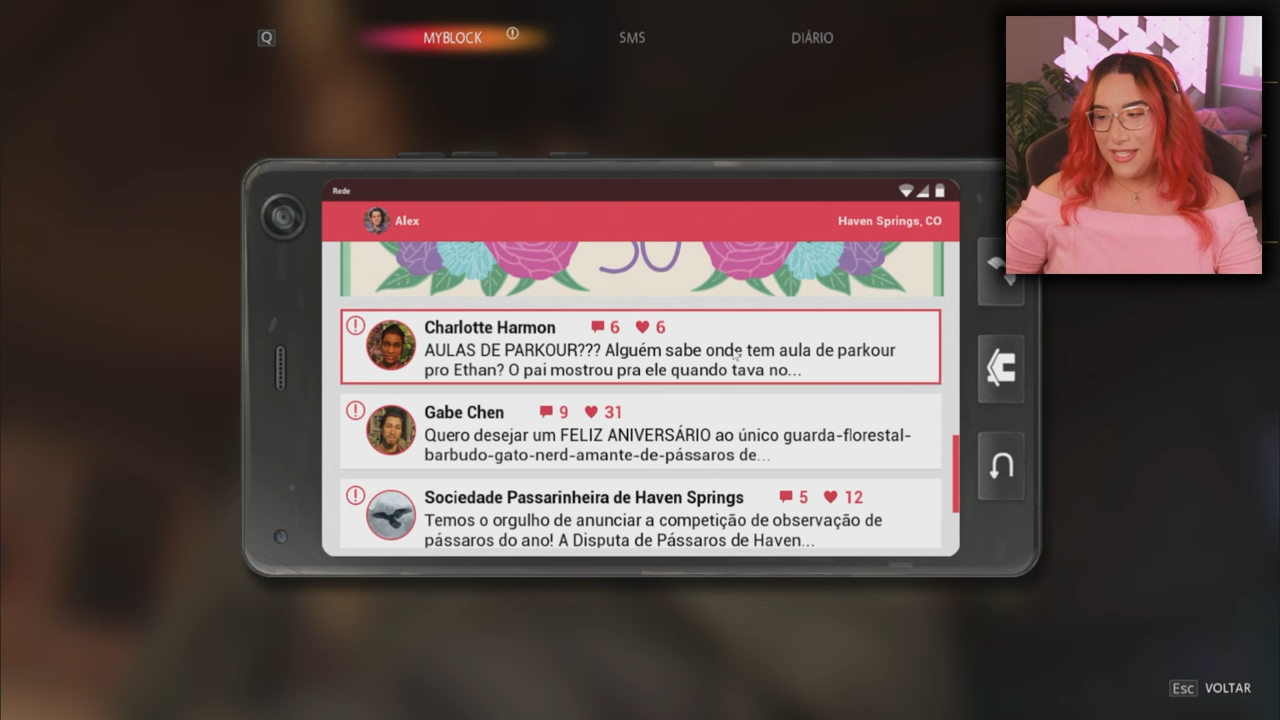 Q
MYBLOCK
SMS
DIÁRIO
Rede
Alex
Haven Springs, CO
30
Charlotte Harmon 6 6
AULAS DE PARKOUR??? Alguém sabe onde tem aula de parkour
pro Ethan? O pai mostrou pra ele quando tava no...
Gabe Chen 9 31
Quero desejar um FELIZ ANIVERSÁRIO ao único guarda-florestal-
barbudo-gato-nerd-amante-de-pássaros de...
Sociedade Passarinheira de Haven Springs 5 12
Temos o orgulho de anunciar a competição de observação de
pássaros do ano! A Disputa de Pássaros de Haven...
Esc VOLTAR